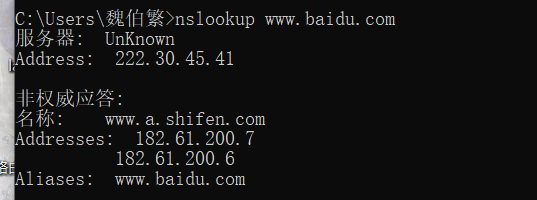 C:\Users\魏伯繁>nslookup www.baidu.com
服务器:  UnKnown
Address:  222.30.45.41

非权威应答:
名称:    www.a.shifen.com
Addresses:  182.61.200.7
          182.61.200.6
Aliases:  www.baidu.com